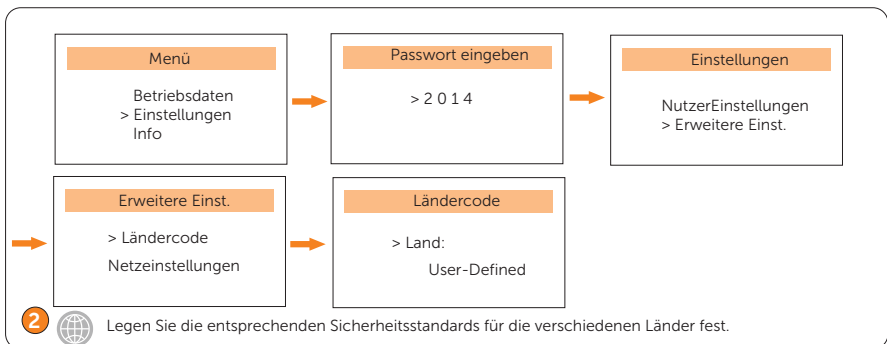 Menü
Betriebsdaten
> Einstellungen
Info
Passwort eingeben
> 2 0 1 4
Einstellungen
NutzerEinstellungen
> Erweitere Einst.
Erweitere Einst.
> Ländercode
Netzeinstellungen
Ländercode
> Land:
User-Defined
2
Legen Sie die entsprechenden Sicherheitsstandards für die verschiedenen Länder fest.